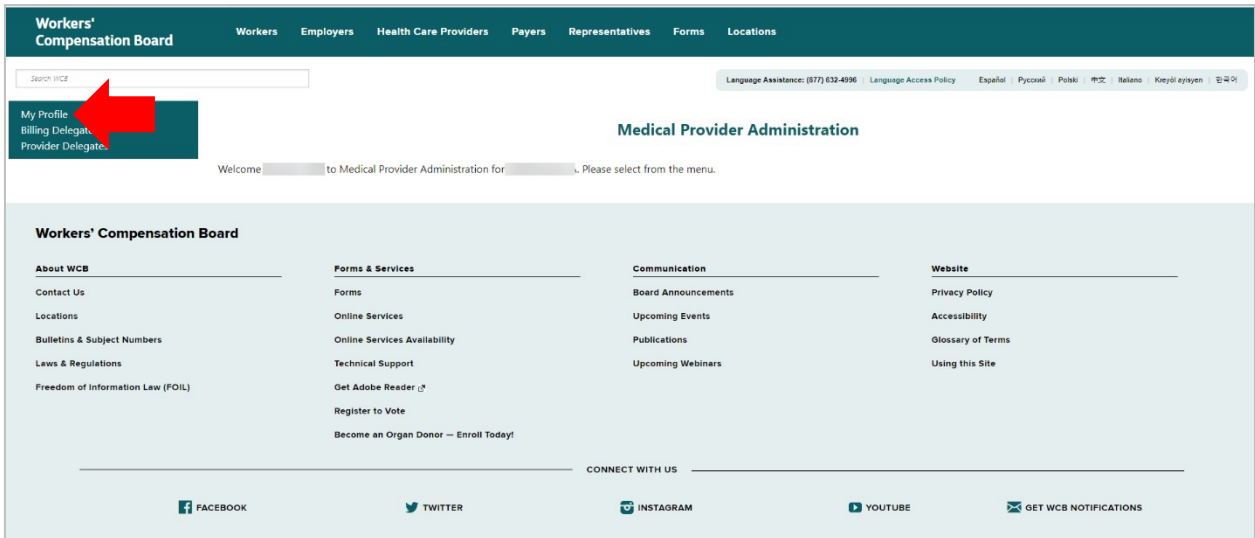 Workers'
Compensation Board
Workers Employers Health Care Providers Payers Representatives Forms Locations
Search WCB
Language Assistance: (877) 632-4996 | Language Access Policy Español | Русский | Polski | 中文 | Italiano | Kreyòl ayisyen | 한국어
My Profile
Billing Delegat
Provider Delegates
Medical Provider Administration
Welcome to Medical Provider Administration for . Please select from the menu.
Workers' Compensation Board
About WCB
Contact Us
Locations
Bulletins & Subject Numbers
Laws & Regulations
Freedom of Information Law (FOIL)
Forms & Services
Forms
Online Services
Online Services Availability
Technical Support
Get Adobe Reader
Register to Vote
Become an Organ Donor — Enroll Today!
Communication
Board Announcements
Upcoming Events
Publications
Upcoming Webinars
Website
Privacy Policy
Accessibility
Glossary of Terms
Using this Site
CONNECT WITH US
FACEBOOK TWITTER INSTAGRAM YOUTUBE GET WCB NOTIFICATIONS